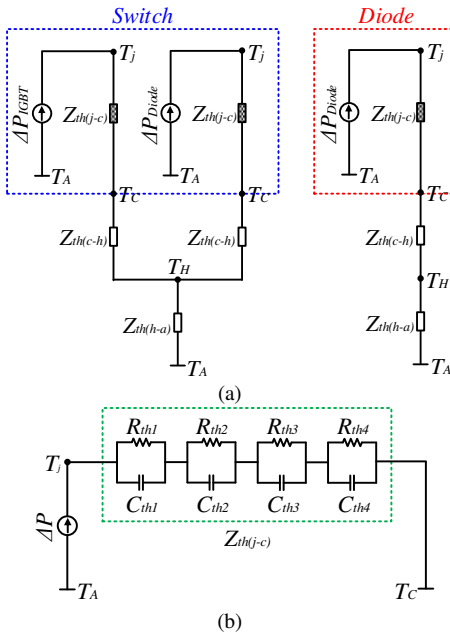 Switch
Diode
Tj
Tj
Tj
ΔPIGBT
Zth(j-c)
ΔPDiode
Zth(j-c)
ΔPDiode
Zth(j-c)
TA
TA
TA
TC
TC
TC
Zth(c-h)
Zth(c-h)
Zth(c-h)
TH
TH
Zth(h-a)
Zth(h-a)
TA
TA
(a)
Rth1
Rth2
Rth3
Rth4
Tj
Cth1
Cth2
Cth3
Cth4
ΔP
Zth(j-c)
TA
TC
(b)